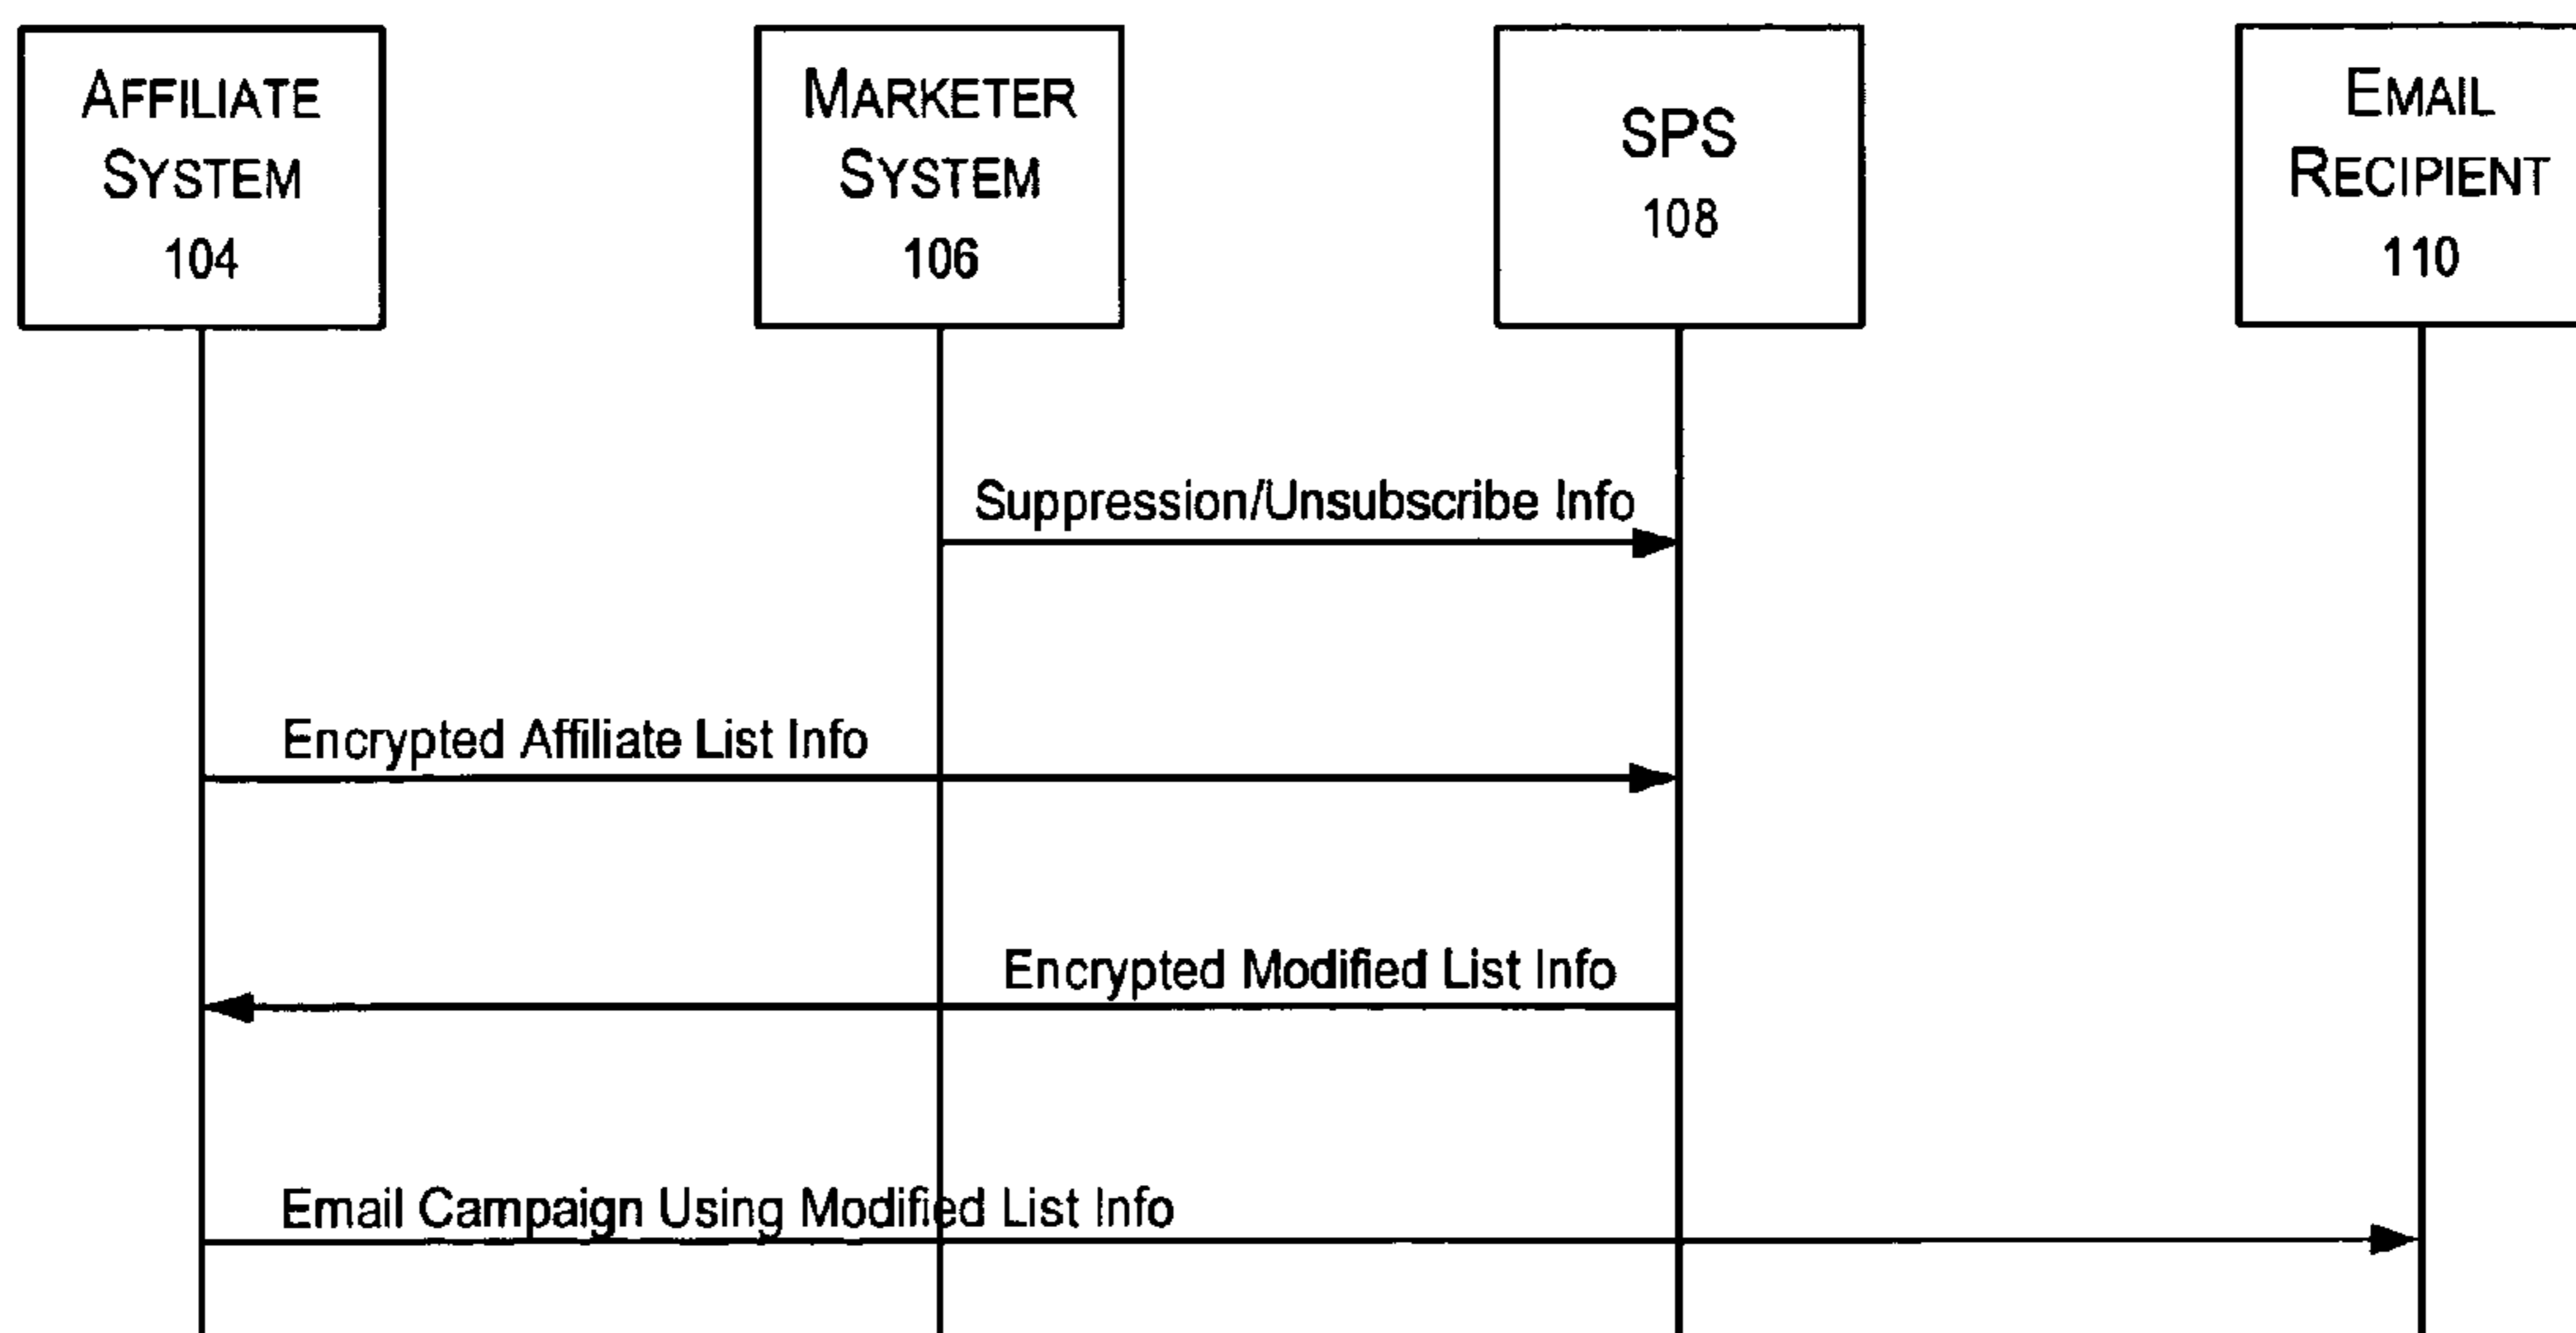 AFFILIATE
SYSTEM
104
MARKETER
SYSTEM
106
SPS
108
EMAIL
RECIPIENT
110
Suppression/Unsubscribe Info
Encrypted Affiliate List Info
Encrypted Modified List Info
Email Campaign Using Modified List Info